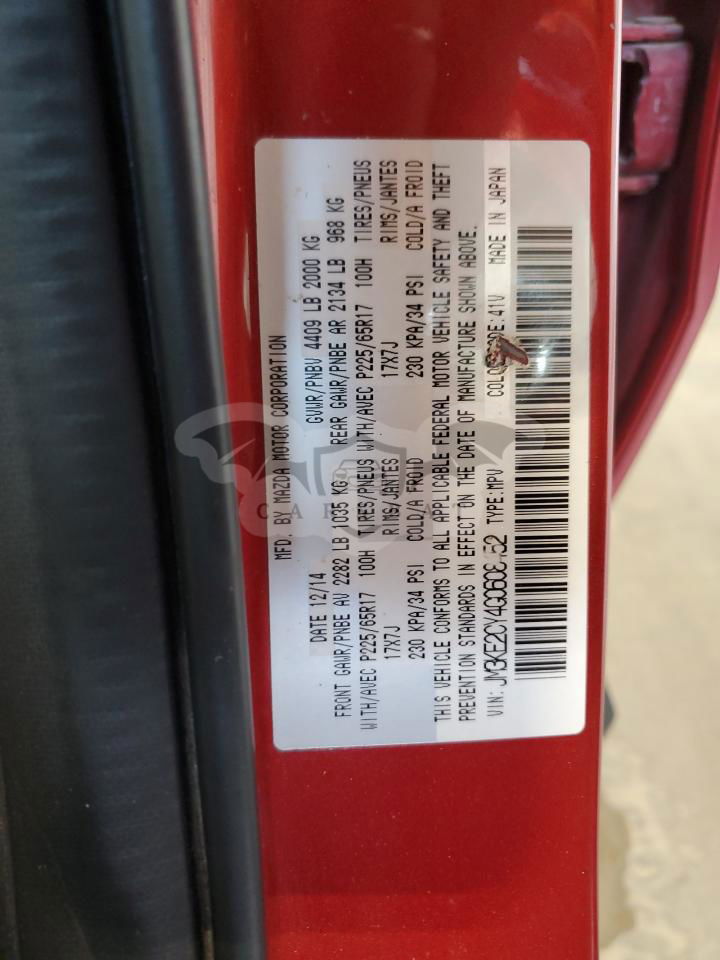 MFD. BY MAZDA MOTOR CORPORATION
DATE 12/14 GVWR/PNBV 4409 LB 2000 KG
FRONT GAWR/PNBE AV 2282 LB 1035 KG REAR GAWR/PNBE AR 2134 LB 968 KG
WITH/AVEC P225/65R17 100H TIRES/PNEUS WITH/AVEC P225/65R17 100H TIRES/PNEUS
17X7J RIMS/JANTES 17X7J RIMS/JANTES
230 KPA/34 PSI COLD/A FROID 230 KPA/34 PSI COLD/A FROID
THIS VEHICLE CONFORMS TO ALL APPLICABLE FEDERAL MOTOR VEHICLE SAFETY AND THEFT
PREVENTION STANDARDS IN EFFECT ON THE DATE OF MANUFACTURE SHOWN ABOVE.
VIN: TYPE:MPV 41V MADE IN JAPAN